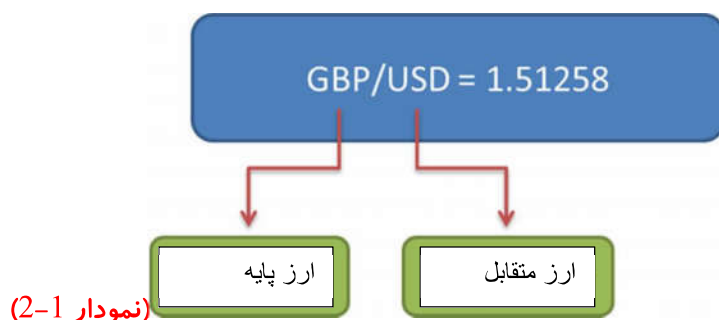 GBP/USD = 1.51258
ارز پایه
ارز متقابل
(نمودار 1-2)